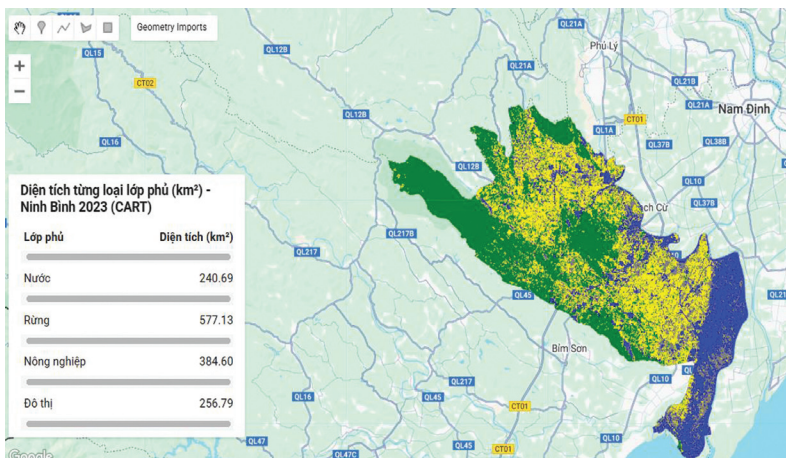 Geometry Imports
+
−
Diện tích từng loại lớp phủ (km²) -
Ninh Bình 2023 (CART)
Lớp phủ Diện tích (km²)
Nước 240.69
Rừng 577.13
Nông nghiệp 384.60
Đô thị 256.79
QL15
CT02
QL16
QL12B
QL12B
QL12B
QL21A
QL21A
Phủ Lý
QL21B
QL21A
Nam Định
CT01
QL1A
QL37B
QL38B
QL10
QL37B
QL217B
QL217
QL45
Bỉm Sơn
QL10
QL217
QL16
QL45
CT01
QL10
QL47
QL47C
QL45
CT01
Google